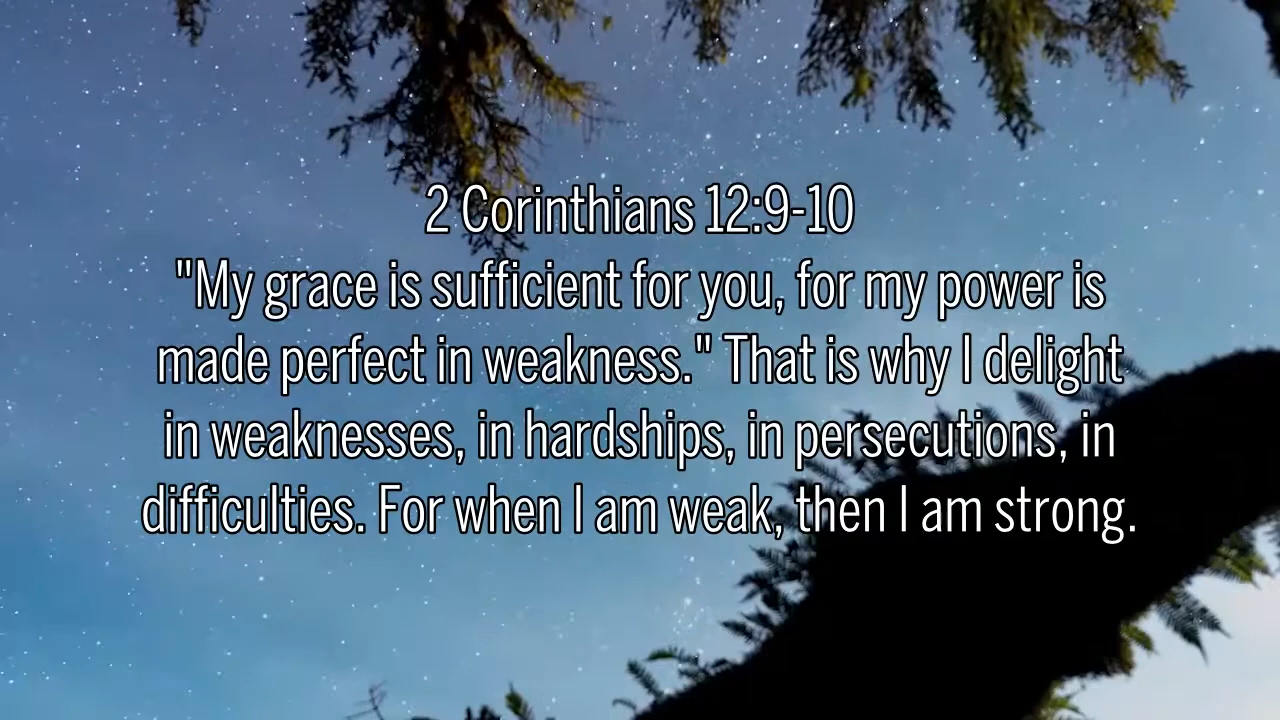 2 Corinthians 12:9-10
"My grace is sufficient for you, for my power is
made perfect in weakness." That is why I delight
in weaknesses, in hardships, in persecutions, in
difficulties. For when I am weak, then I am strong.